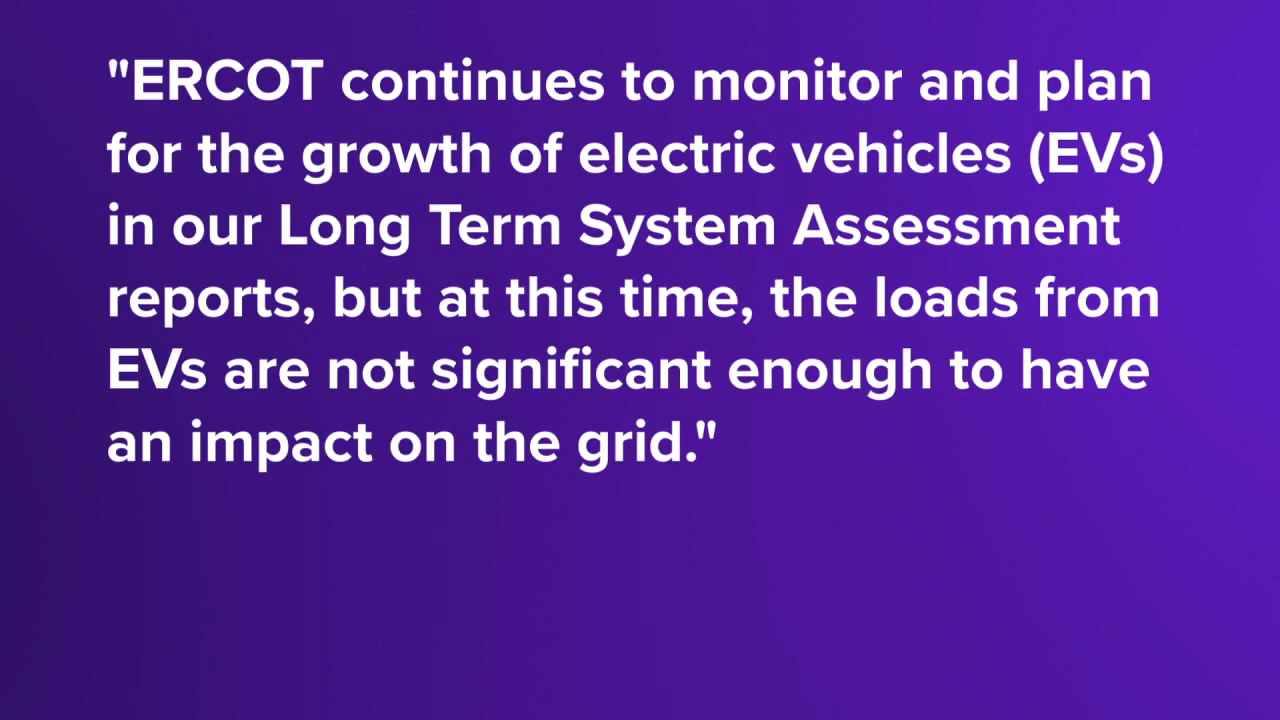 "ERCOT continues to monitor and plan
for the growth of electric vehicles (EVs)
in our Long Term System Assessment
reports, but at this time, the loads from
EVs are not significant enough to have
an impact on the grid."